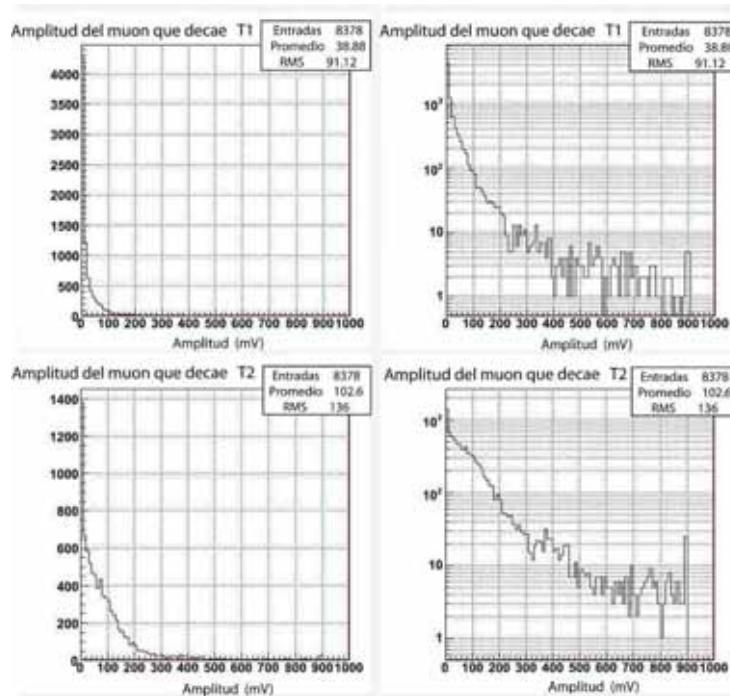 Amplitud del muon que decae T1
Entradas 8378
Promedio 38.88
RMS 91.12
4000
3500
3000
2500
2000
1500
1000
500
0
0 100 200 300 400 500 600 700 800 900 1000
Amplitud (mV)
Amplitud del muon que decae T1
Entradas 8378
Promedio 38.88
RMS 91.12
10³
10²
10
1
0 100 200 300 400 500 600 700 800 900 1000
Amplitud (mV)
Amplitud del muon que decae T2
Entradas 8378
Promedio 102.6
RMS 136
1400
1200
1000
800
600
400
200
0
0 100 200 300 400 500 600 700 800 900 1000
Amplitud (mV)
Amplitud del muon que decae T2
Entradas 8378
Promedio 102.6
RMS 136
10²
10
1
0 100 200 300 400 500 600 700 800 900 1000
Amplitud (mV)